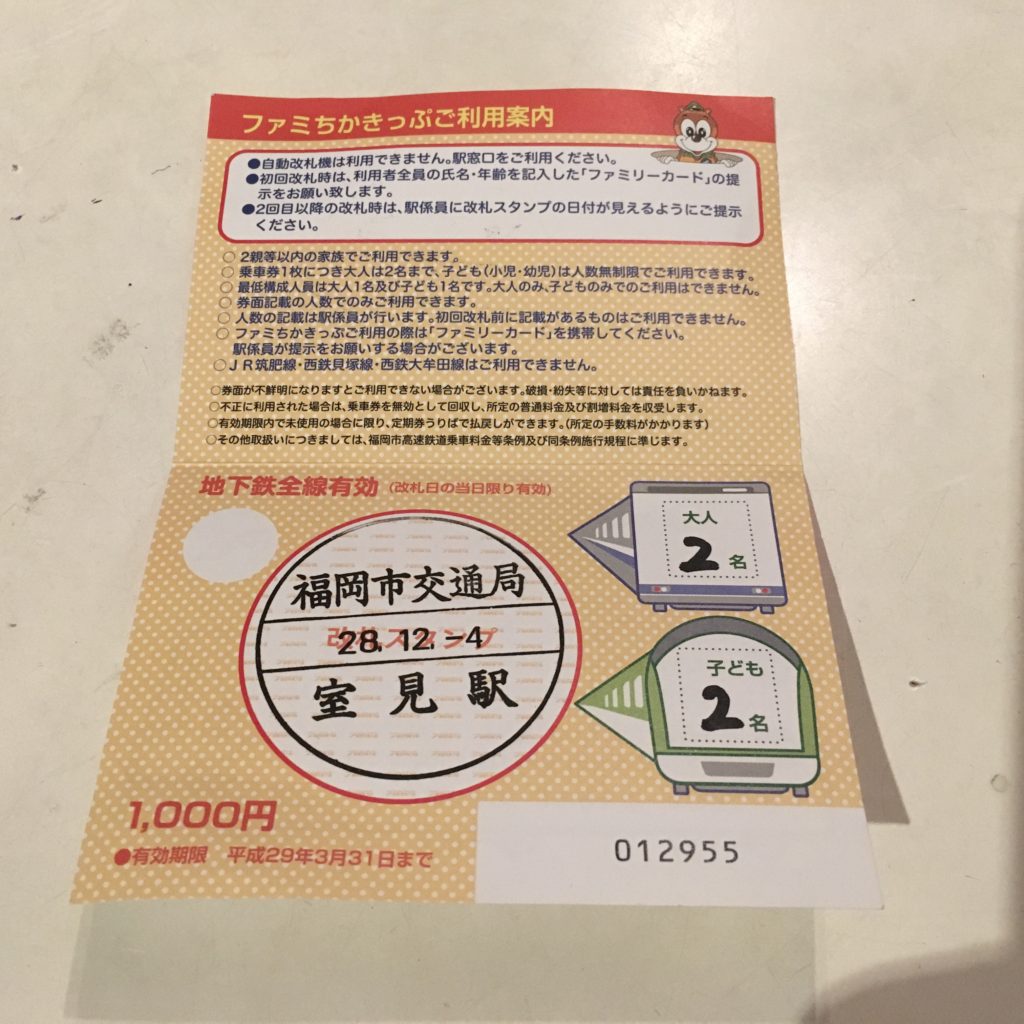 ファミちかきっぷご利用案内
●自動改札機は利用できません。駅窓口をご利用ください。
●初回改札時は、利用者全員の氏名・年齢を記入した「ファミリーカード」の提
示をお願い致します。
●2回目以降の改札時は、駅係員に改札スタンプの日付が見えるようにご提示
ください。
○ 2親等以内の家族でご利用できます。
○ 乗車券1枚につき大人は2名まで、子ども(小児・幼児)は人数無制限でご利用できます。
○ 最低構成人員は大人1名及び子ども1名です。大人のみ、子どものみでのご利用はできません。
○ 券面記載の人数でのみご利用できます。
○ 人数の記載は駅係員が行います。初回改札前に記載があるものはご利用できません。
○ ファミちかきっぷご利用の際は「ファミリーカード」を携帯してください。
駅係員が提示をお願いする場合がございます。
○JR筑肥線・西鉄貝塚線・西鉄大牟田線はご利用できません。
○券面が不鮮明になりますとご利用できない場合がございます。破損・紛失等に対しては責任を負いかねます。
○不正に利用された場合は、乗車券を無効として回収し、所定の普通料金及び割増料金を収受します。
○有効期限内で未使用の場合に限り、定期券うりばで払戻しができます。(所定の手数料がかかります)
○その他取扱いにつきましては、福岡市高速鉄道乗車料金等条例及び同条例施行規程に準じます。
地下鉄全線有効 (改札日の当日限り有効)
大人
2名
福岡市交通局
改札スタンプ
28.12.-4
室見駅
子ども
2名
1,000円
●有効期限 平成29年3月31日まで
012955